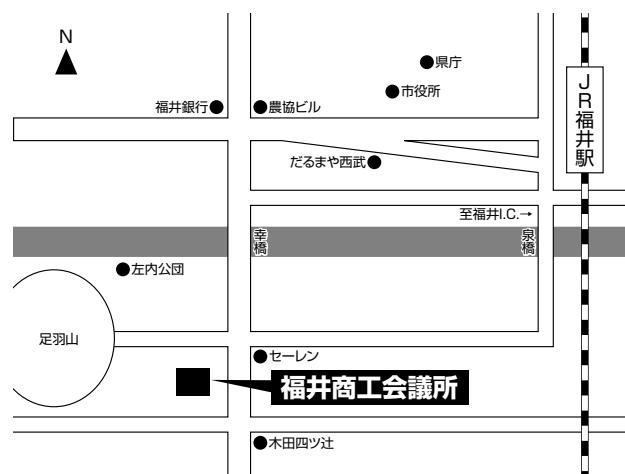 N
県庁
市役所
福井銀行
農協ビル
JR福井駅
だるまや西武
至福井I.C.→
幸橋
泉橋
左内公団
足羽山
セーレン
福井商工会議所
木田四ツ辻